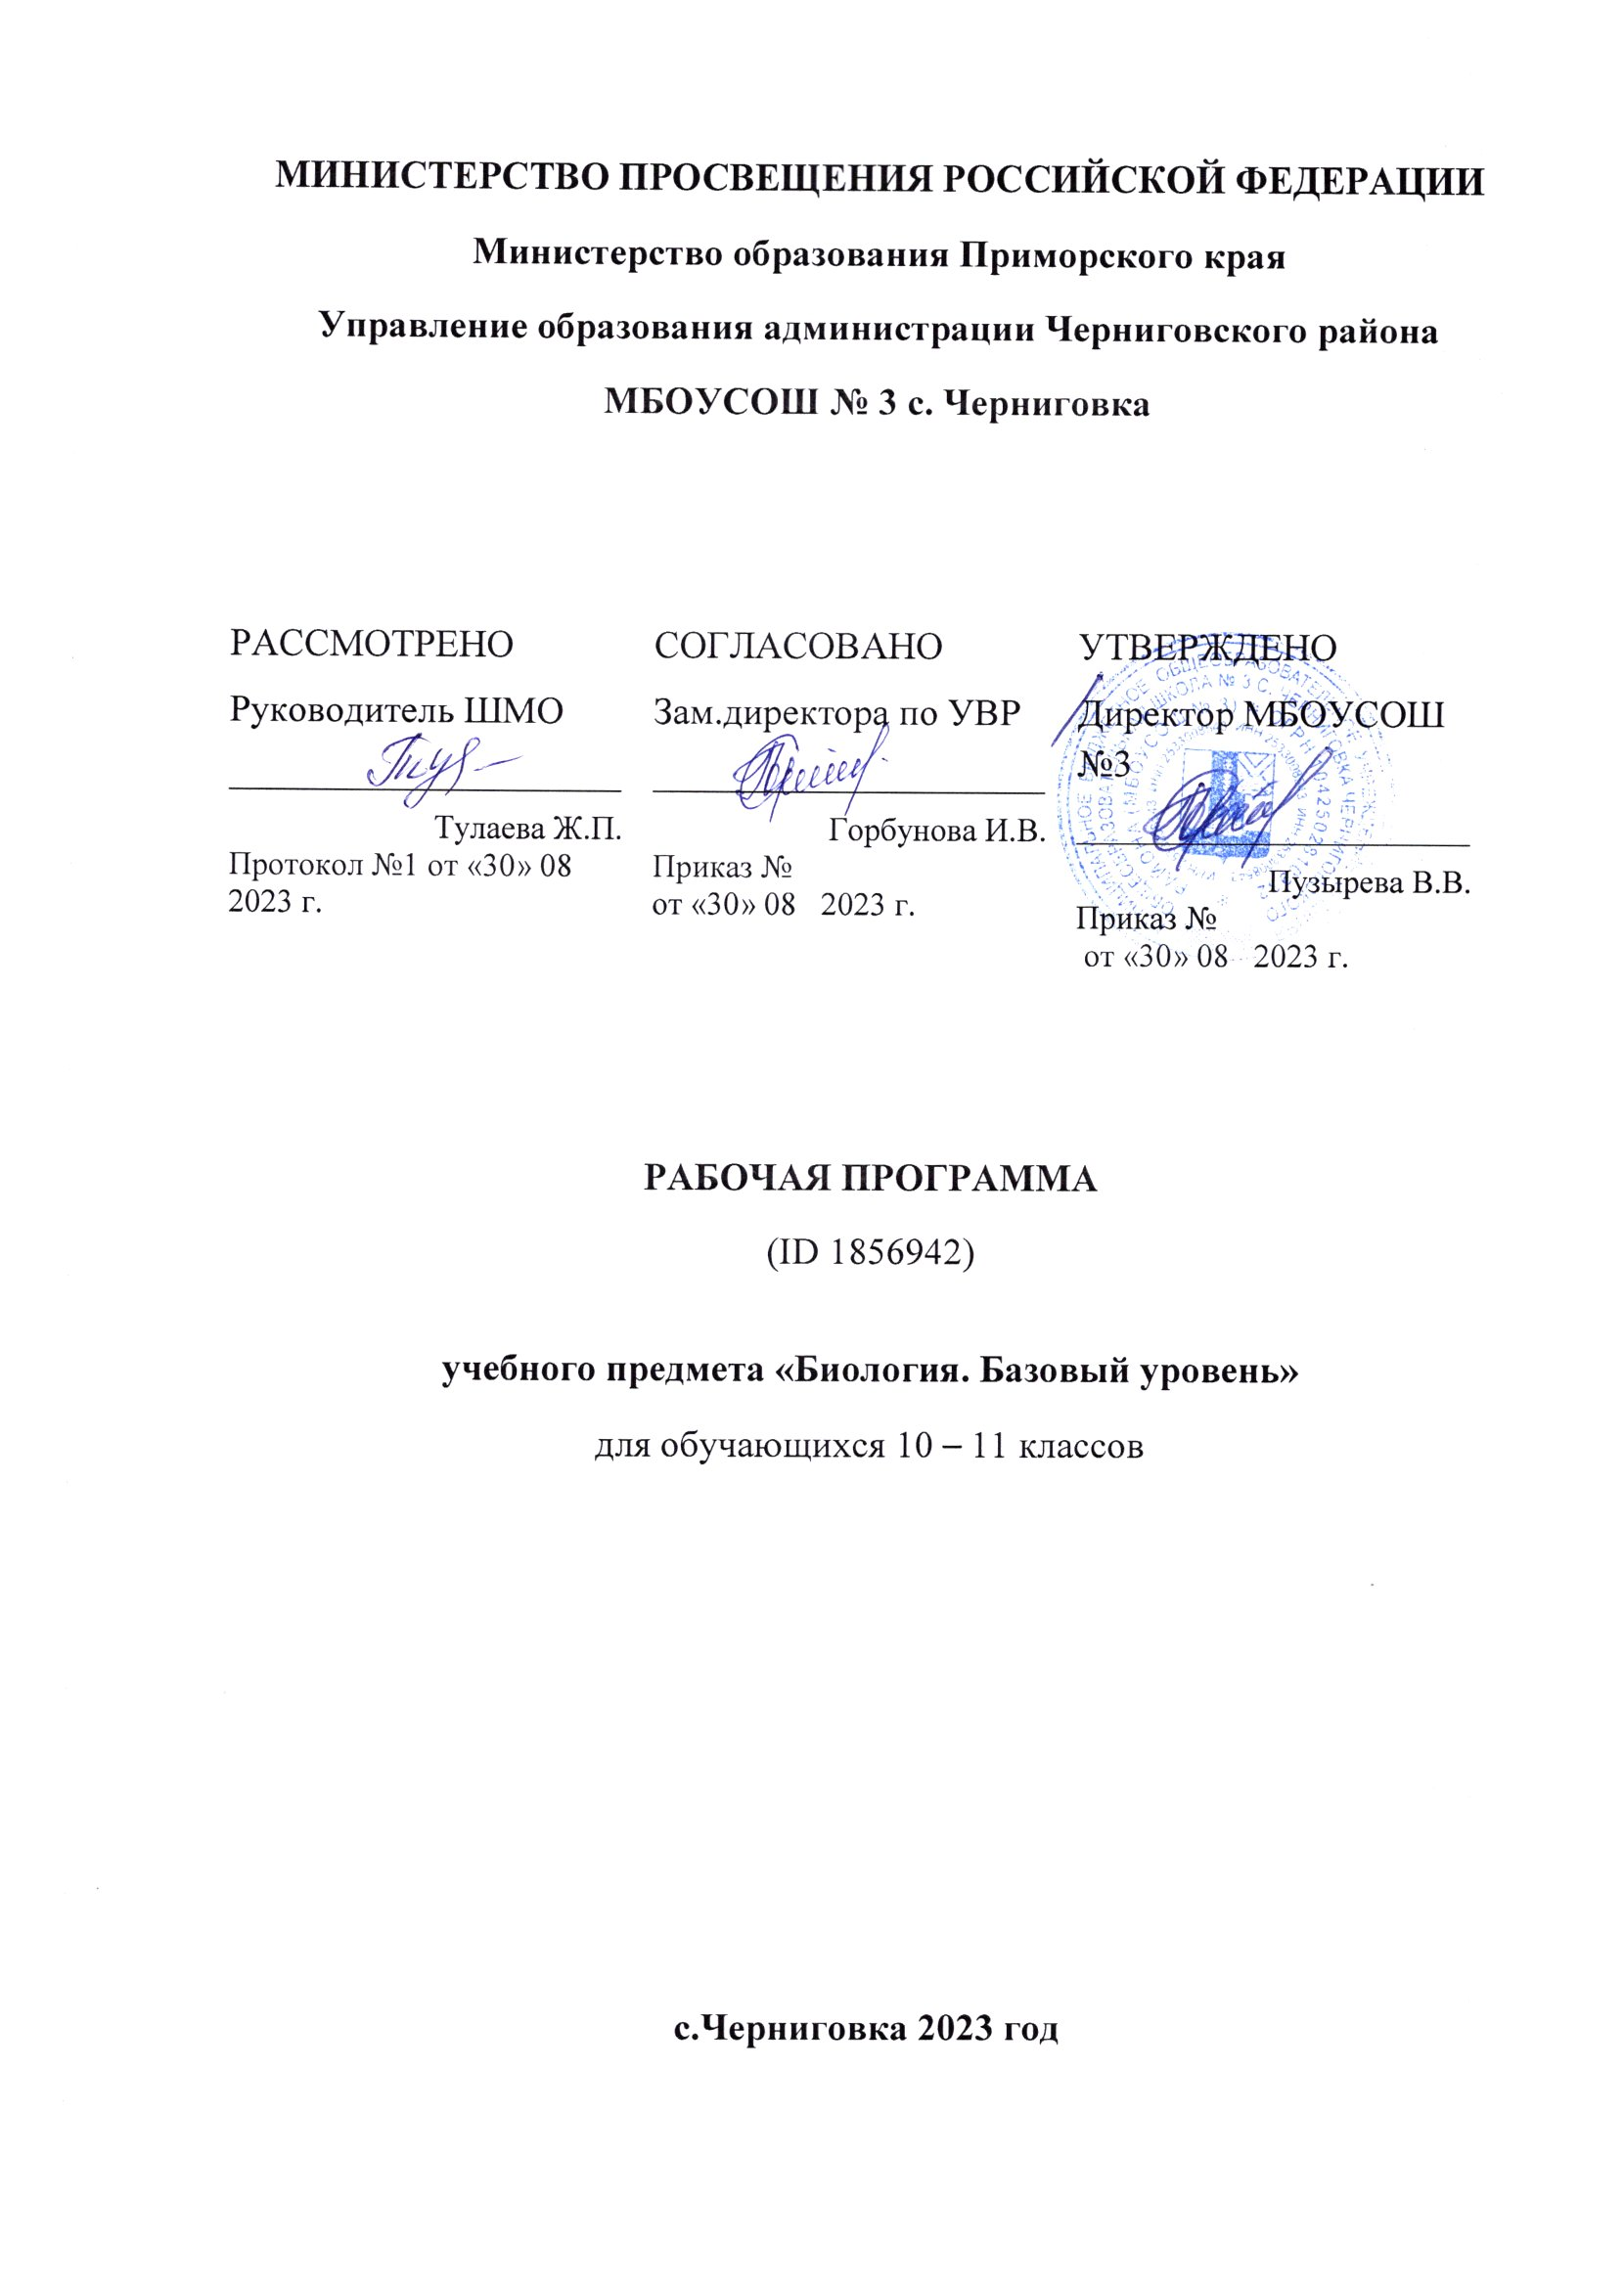 МИНИСТЕРСТВО ПРОСВЕЩЕНИЯ РОССИЙСКОЙ ФЕДЕРАЦИИ
Министерство образования Приморского края
Управление образования администрации Черниговского района
МБОУСОШ № 3 с. Черниговка
РАССМОТРЕНО
Руководитель ШМО
Тулаева Ж.П.
Протокол №1 от «30» 08
2023 г.
СОГЛАСОВАНО
Зам.директора по УВР
Горбунова И.В.
Приказ №
от «30» 08 2023 г.
УТВЕРЖДЕНО
Директор МБОУСОШ
№3
Пузырева В.В.
Приказ №
от «30» 08 2023 г.
РАБОЧАЯ ПРОГРАММА
(ID 1856942)
учебного предмета «Биология. Базовый уровень»
для обучающихся 10 – 11 классов
с.Черниговка 2023 год